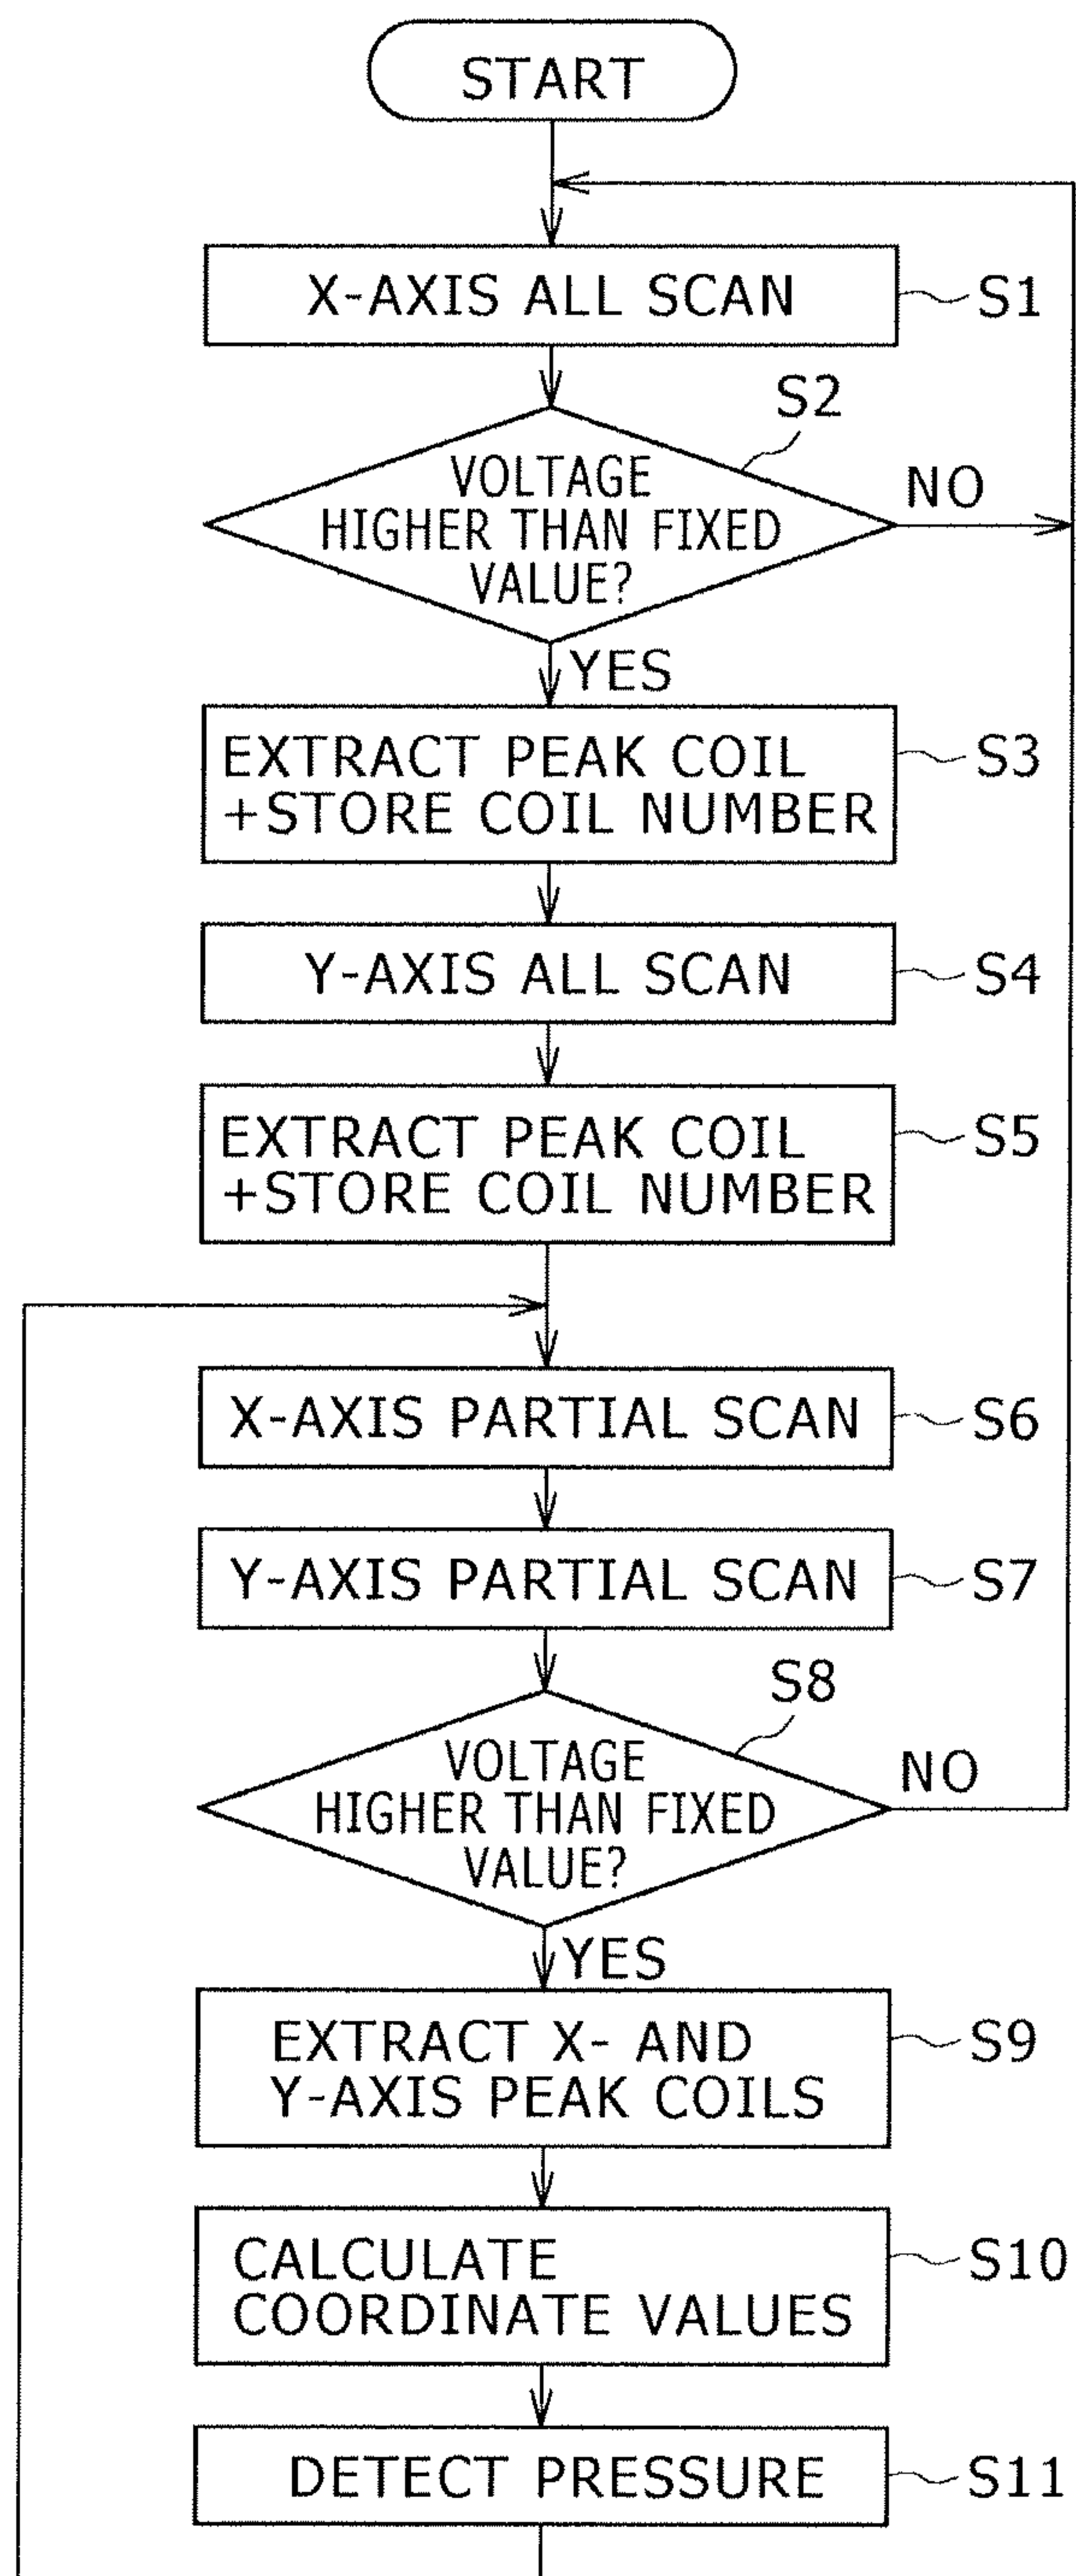 START
X-AXIS ALL SCAN
S1
S2
VOLTAGE
HIGHER THAN FIXED
VALUE?
NO
YES
EXTRACT PEAK COIL
+STORE COIL NUMBER
S3
Y-AXIS ALL SCAN
S4
EXTRACT PEAK COIL
+STORE COIL NUMBER
S5
X-AXIS PARTIAL SCAN
S6
Y-AXIS PARTIAL SCAN
S7
S8
VOLTAGE
HIGHER THAN FIXED
VALUE?
NO
YES
EXTRACT X- AND
Y-AXIS PEAK COILS
S9
CALCULATE
COORDINATE VALUES
S10
DETECT PRESSURE
S11